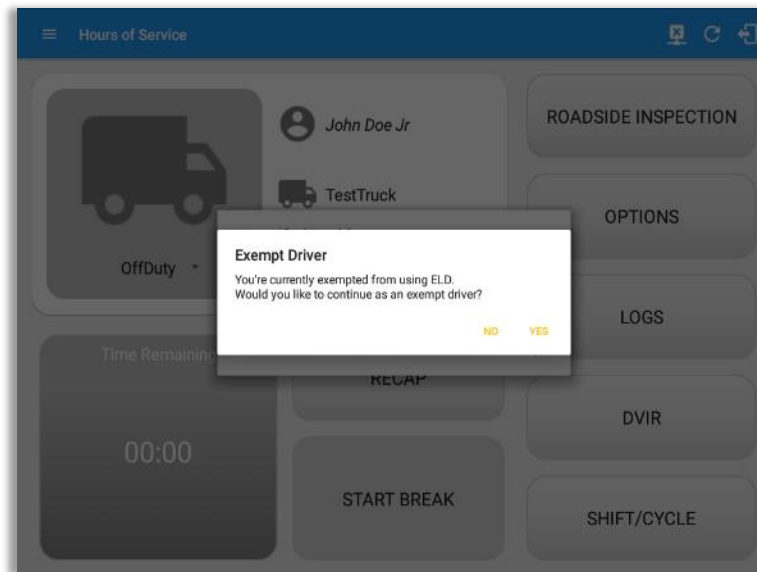 Hours of Service
John Doe Jr
TestTruck
OffDuty
ROADSIDE INSPECTION
OPTIONS
LOGS
DVIR
SHIFT/CYCLE
Exempt Driver
You're currently exempted from using ELD.
Would you like to continue as an exempt driver?
NO YES
Time Remaining
00:00
RECAP
START BREAK